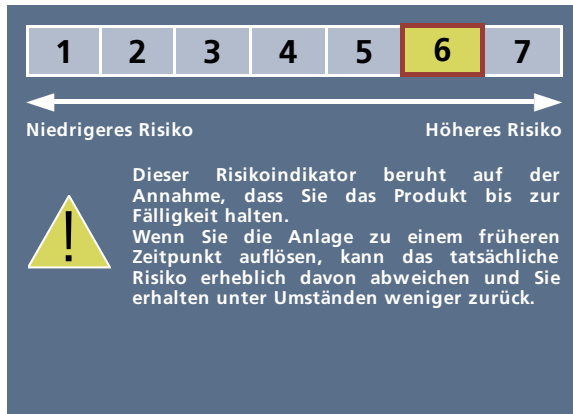 1 2 3 4 5 6 7
Niedrigeres Risiko Höheres Risiko
Dieser Risikoindikator beruht auf der
Annahme, dass Sie das Produkt bis zur
Fälligkeit halten.
Wenn Sie die Anlage zu einem früheren
Zeitpunkt auflösen, kann das tatsächliche
Risiko erheblich davon abweichen und Sie
erhalten unter Umständen weniger zurück.
!